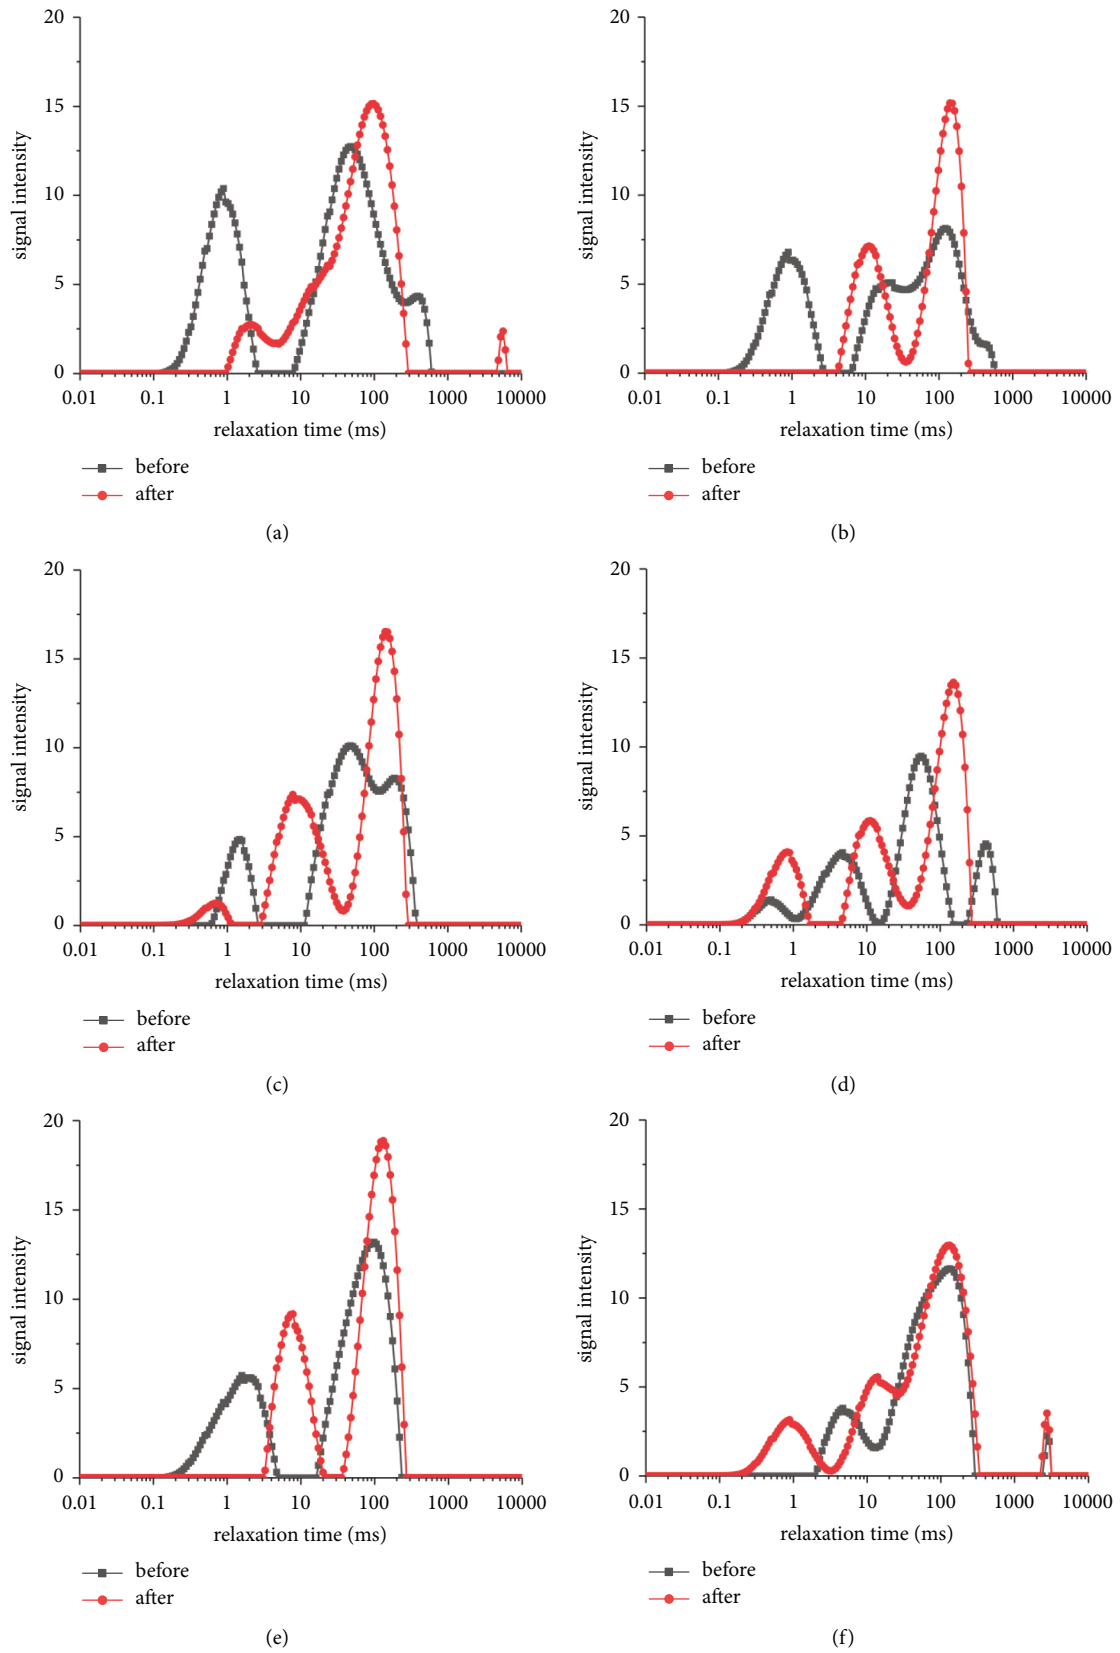 20
15
10
5
0
signal intensity
0.01 0.1 1 10 100 1000 10000
relaxation time (ms)
before
after
(a)
20
15
10
5
0
signal intensity
0.01 0.1 1 10 100 1000 10000
relaxation time (ms)
before
after
(b)
20
15
10
5
0
signal intensity
0.01 0.1 1 10 100 1000 10000
relaxation time (ms)
before
after
(c)
20
15
10
5
0
signal intensity
0.01 0.1 1 10 100 1000 10000
relaxation time (ms)
before
after
(d)
20
15
10
5
0
signal intensity
0.01 0.1 1 10 100 1000 10000
relaxation time (ms)
before
after
(e)
20
15
10
5
0
signal intensity
0.01 0.1 1 10 100 1000 10000
relaxation time (ms)
before
after
(f)